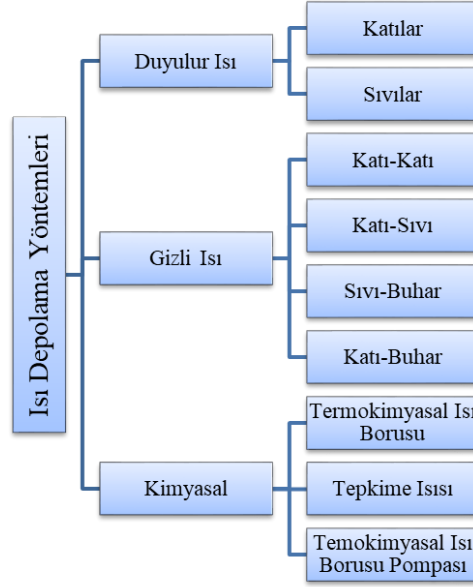 Isı Depolama Yöntemleri
Duyulur Isı
Katılar
Sıvılar
Gizli Isı
Katı-Katı
Katı-Sıvı
Sıvı-Buhar
Katı-Buhar
Kimyasal
Termokimyasal Isı
Borusu
Tepkime Isısı
Temokimyasal Isı
Borusu Pompası